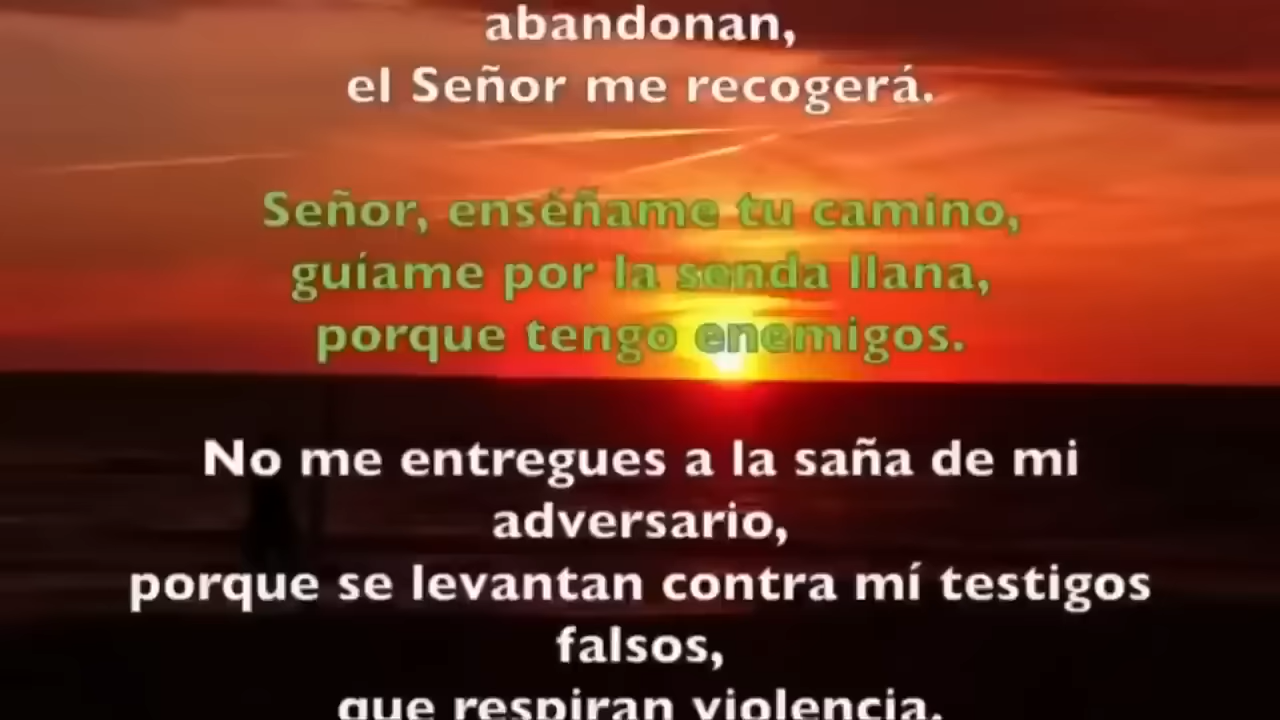 abandonan,
el Señor me recogerá.
Señor, enséñame tu camino,
guíame por la senda llana,
porque tengo enemigos.
No me entregues a la saña de mi
adversario,
porque se levantan contra mí testigos
falsos,
que respiran violencia.